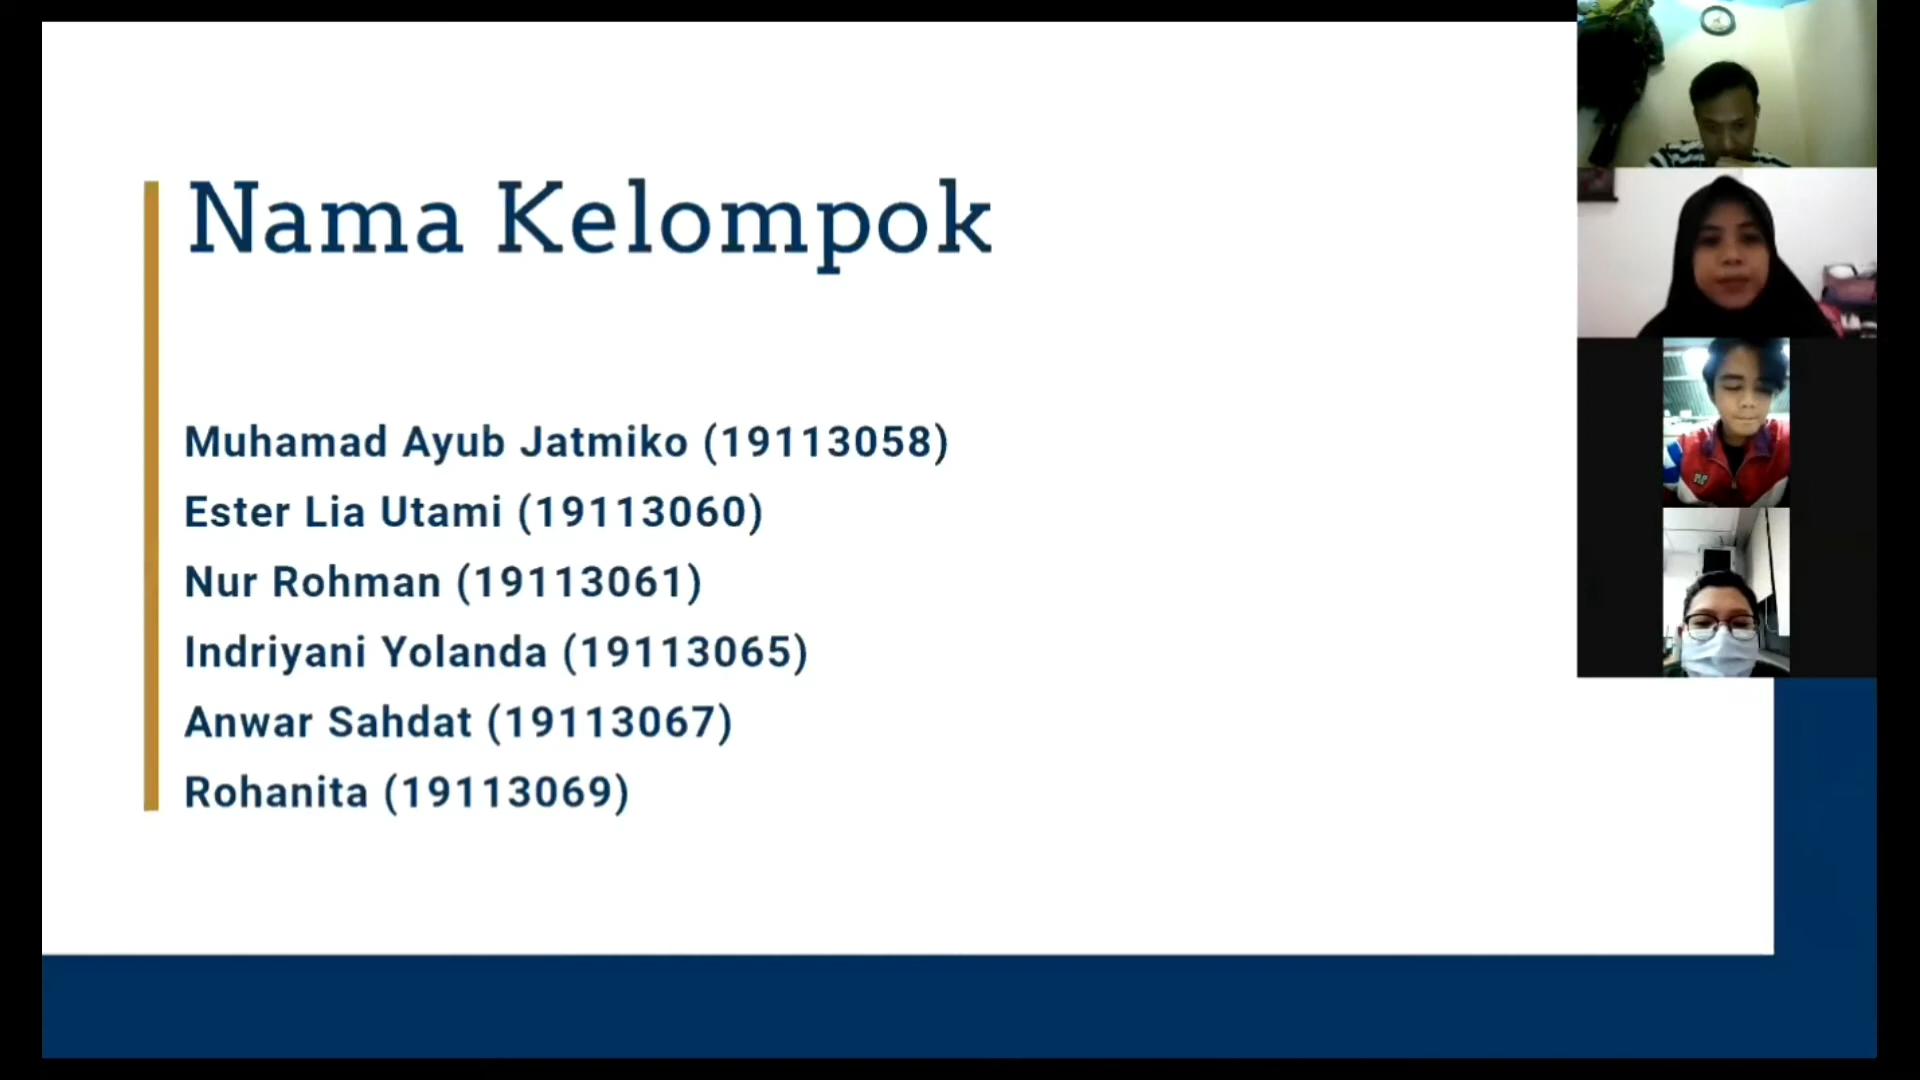 Nama Kelompok
Muhamad Ayub Jatmiko (19113058)
Ester Lia Utami (19113060)
Nur Rohman (19113061)
Indriyani Yolanda (19113065)
Anwar Sahdat (19113067)
Rohanita (19113069)